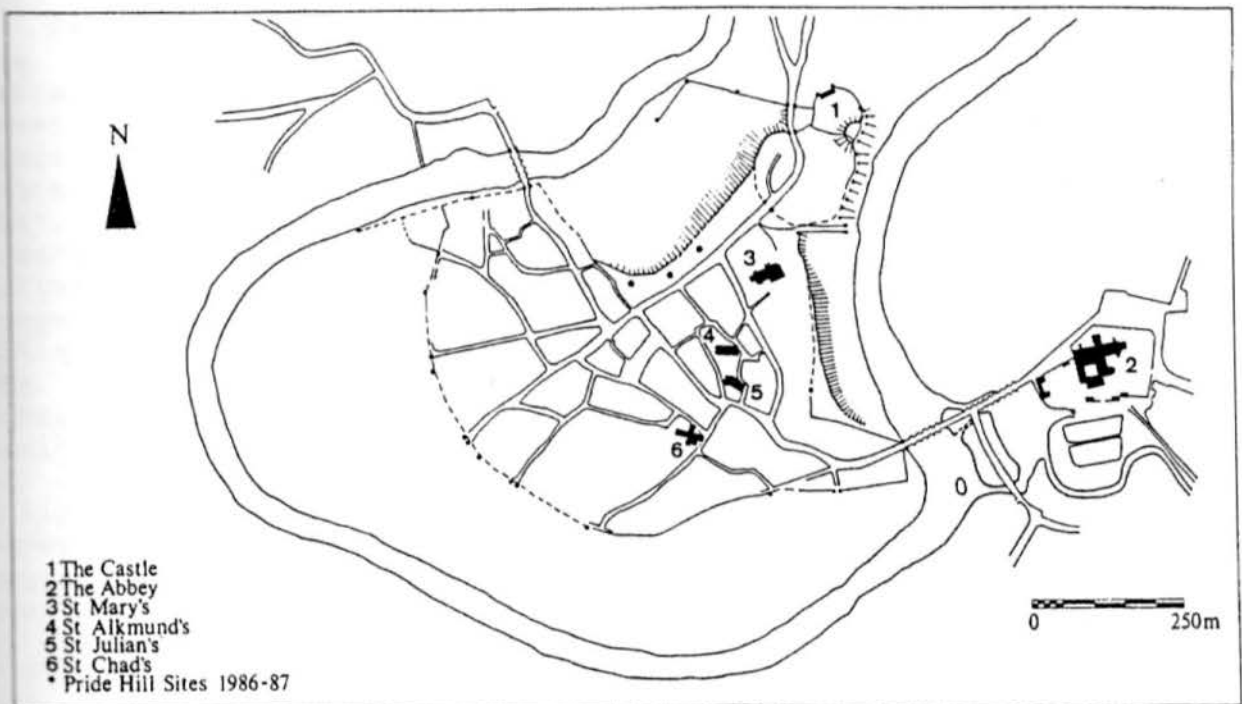 N
1
2
3
4
5
6
1 The Castle
2 The Abbey
3 St Mary's
4 St Alkmund's
5 St Julian's
6 St Chad's
* Pride Hill Sites 1986-87
0 250m